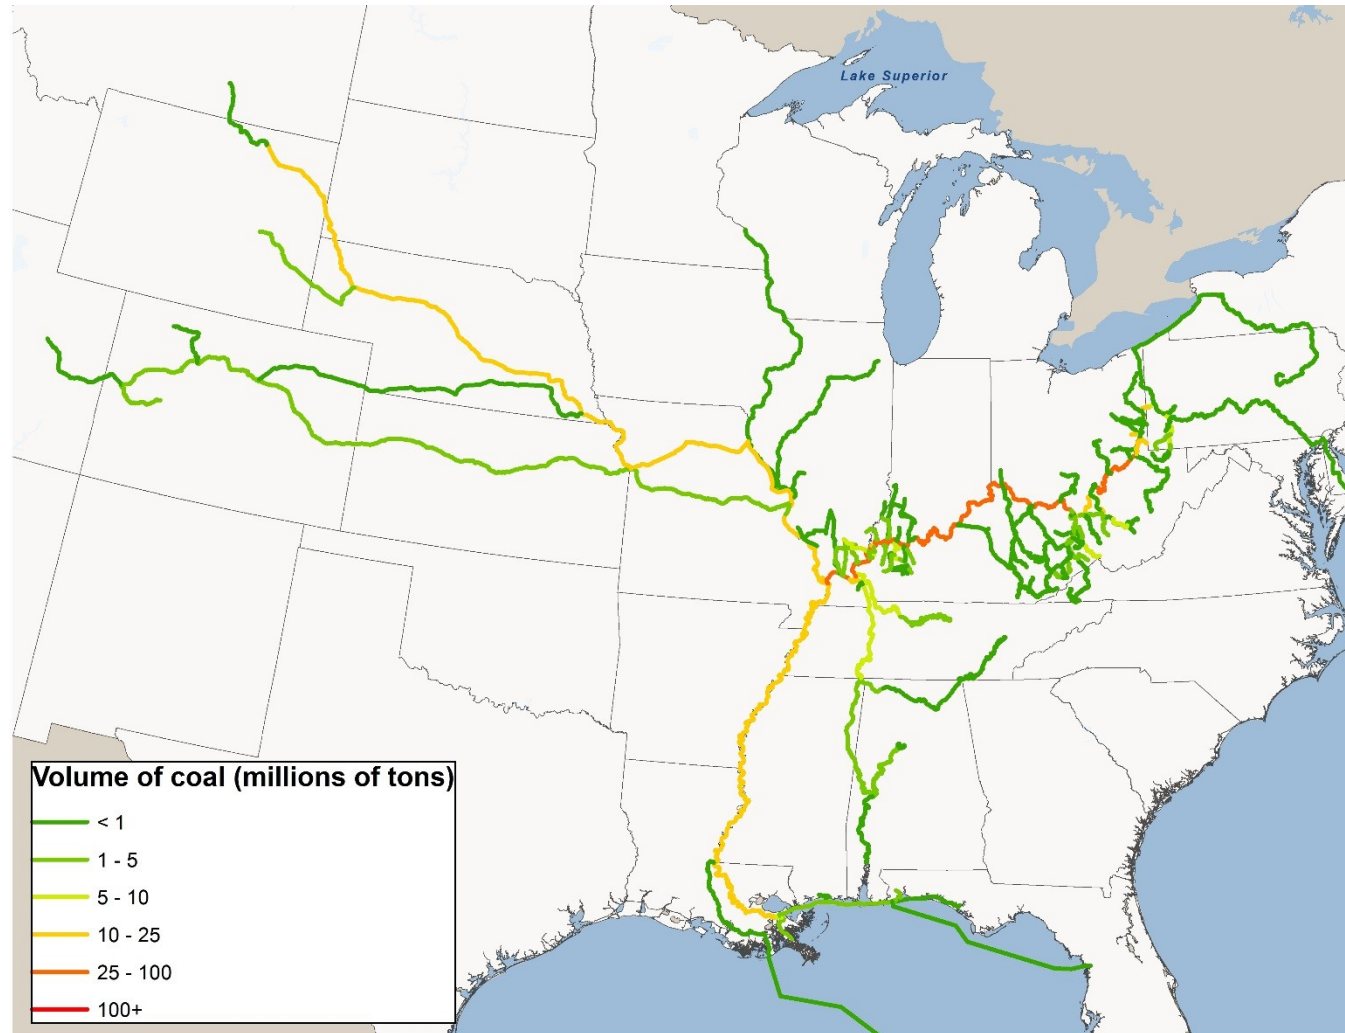 Lake Superior
Volume of coal (millions of tons)
< 1
1 - 5
5 - 10
10 - 25
25 - 100
100+